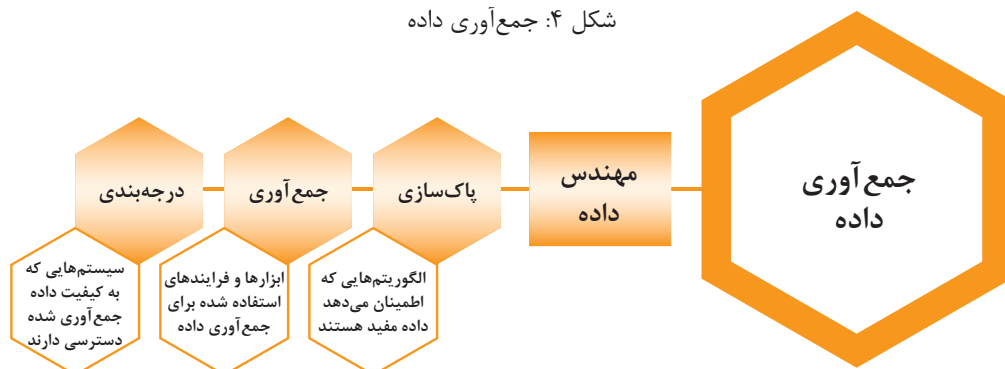 شکل ۴: جمع‌آوری داده
جمع‌آوری
داده
مهندس
داده
پاک‌سازی
الگوریتم‌هایی که
اطمینان می‌دهد
داده مفید هستند
جمع‌آوری
ابزارها و فرایندهای
استفاده شده برای
جمع‌آوری داده
درجه‌بندی
سیستم‌هایی که
به کیفیت داده
جمع‌آوری شده
دسترسی دارند